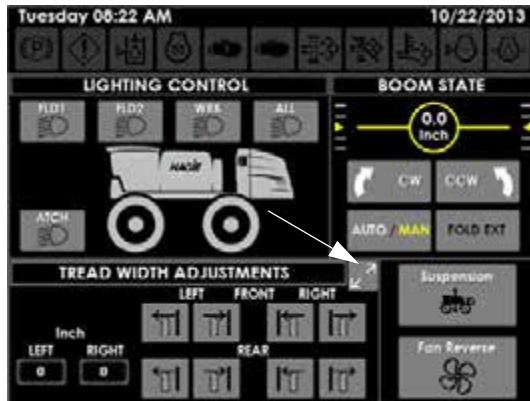 Tuesday 08:22 AM 10/22/2013
LIGHTING CONTROL
BOOM STATE
FLD1 FLD2 WRK ALL
0.0
Inch
HAGIE
CW CCW
ATCH
AUTO / MAN FOLD EXT
TREAD WIDTH ADJUSTMENTS
LEFT FRONT RIGHT
Inch
LEFT RIGHT
0 0
REAR
Suspension
Fan Reverse